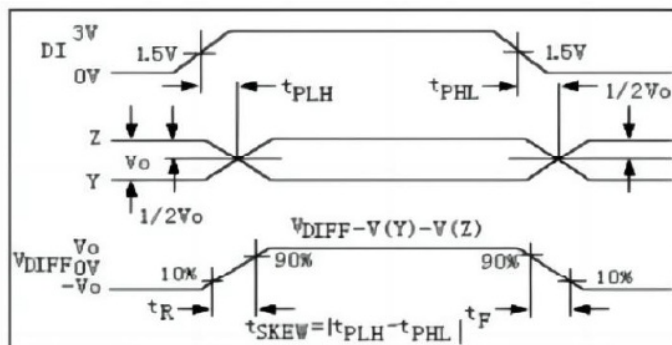 3V
DI
1.5V
1.5V
0V
tPLH
tPHL
1/2Vo
Z
Vo
Y
1/2Vo
VDIFF-V(Y)-V(Z)
Vo
VDIFF 0V
-Vo
10%
90%
90%
10%
tR
tSKEW=|tPLH-tPHL|
tF